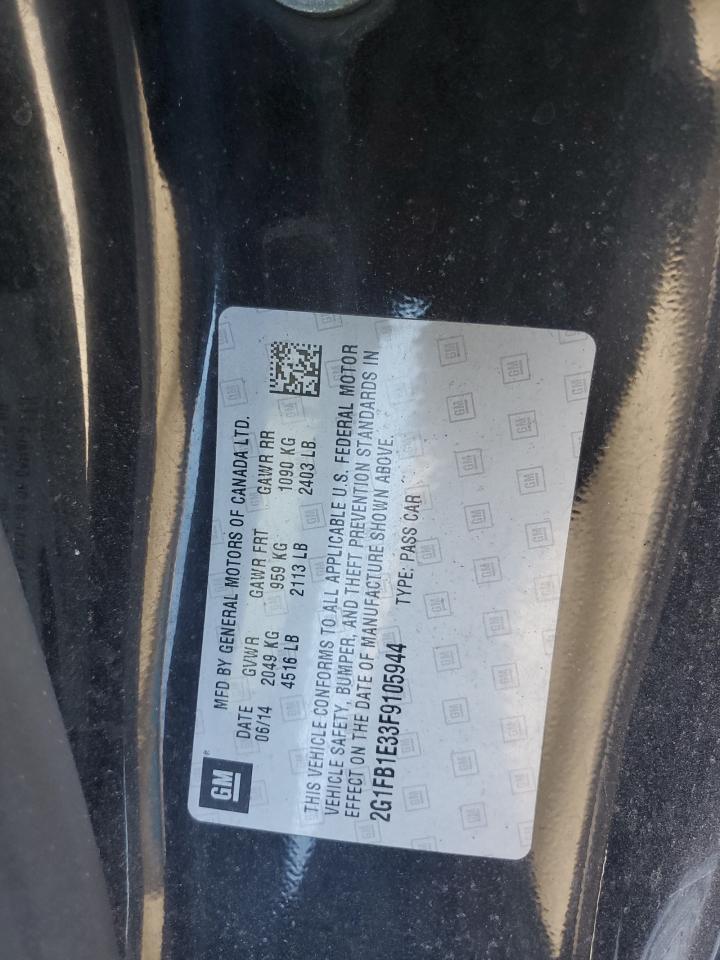 GM®
MFD BY GENERAL MOTORS OF CANADA LTD.
DATE GVWR GAWR FRT GAWR RR
06/14 2049 KG 959 KG 1090 KG
4516 LB 2113 LB 2403 LB.
THIS VEHICLE CONFORMS TO ALL APPLICABLE U.S. FEDERAL MOTOR
VEHICLE SAFETY, BUMPER, AND THEFT PREVENTION STANDARDS IN
EFFECT ON THE DATE OF MANUFACTURE SHOWN ABOVE.
2G1FB1E33F9105944 TYPE: PASS CAR